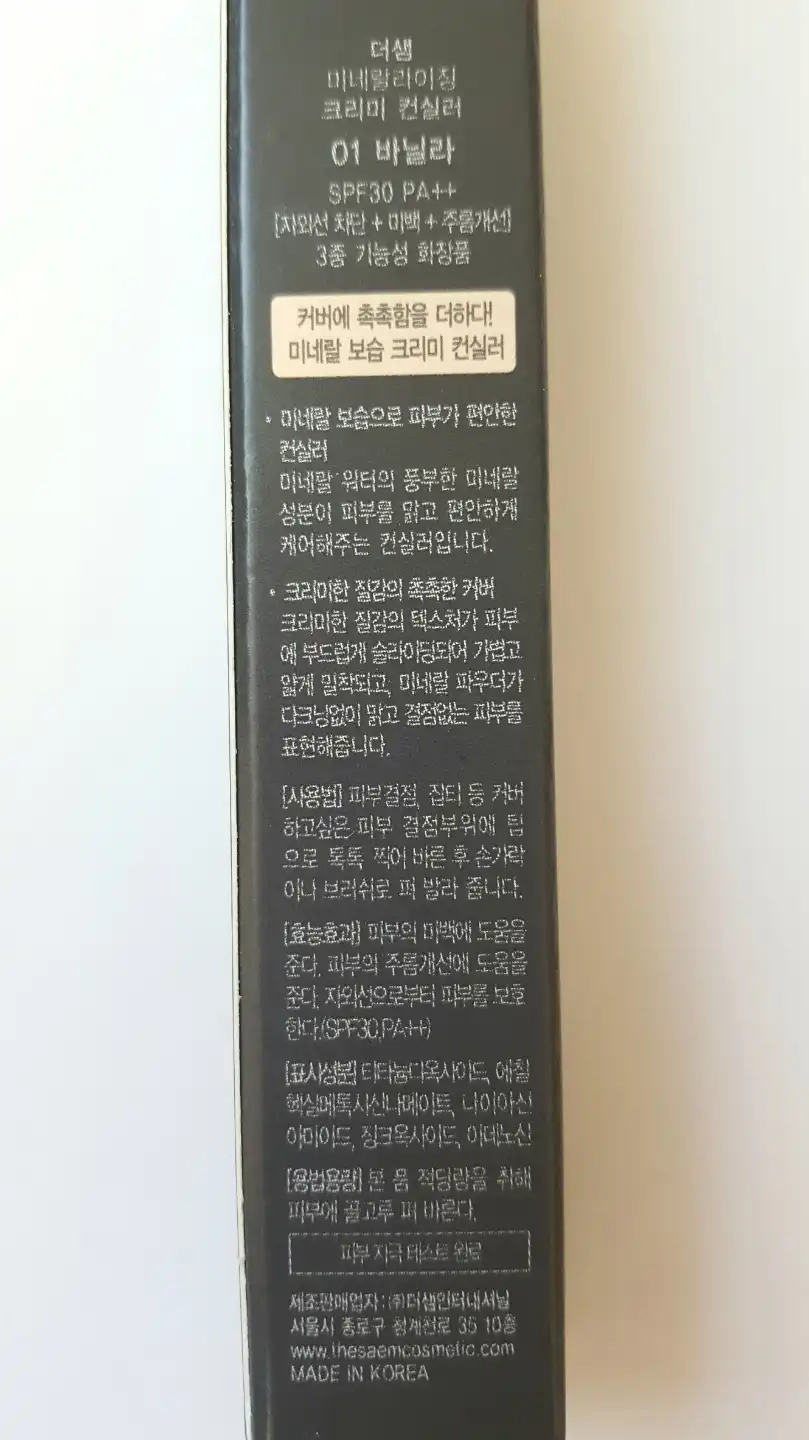 더샘
미네랄라이징
크리미 컨실러
01 바닐라
SPF30 PA++
[자외선 차단 + 미백 + 주름개선]
3중 기능성 화장품
커버에 촉촉함을 더하다!
미네랄 보습 크리미 컨실러
• 미네랄 보습으로 피부가 편안한
컨실러
미네랄 워터의 풍부한 미네랄
성분이 피부를 맑고 편안하게
케어해주는 컨실러입니다.
• 크리미한 질감의 촉촉한 커버
크리미한 질감의 텍스처가 피부
에 부드럽게 슬라이딩되어 가볍고
얇게 밀착되고, 미네랄 파우더가
다크닝없이 맑고 결점없는 피부를
표현해줍니다.
[사용법] 피부결점, 잡티 등 커버
하고싶은 피부 결점부위에 팁
으로 톡톡 찍어 바른 후 손가락
이나 브러쉬로 펴 발라 줍니다.
[효능효과] 피부의 미백에 도움을
준다. 피부의 주름개선에 도움을
준다. 자외선으로부터 피부를 보호
한다.(SPF30,PA++)
[표시성분] 티타늄다옥사이드, 에칠
헥실메톡시신나메이트, 나이아신
아마이드, 징크옥사이드, 아데노신
[용법용량] 본 품 적당량을 취해
피부에 골고루 펴 바른다.
피부 자극 테스트 완료
제조판매업자 : ㈜더샘인터내셔날
서울시 종로구 청계천로 35 10층
www.thesaemcosmetic.com
MADE IN KOREA